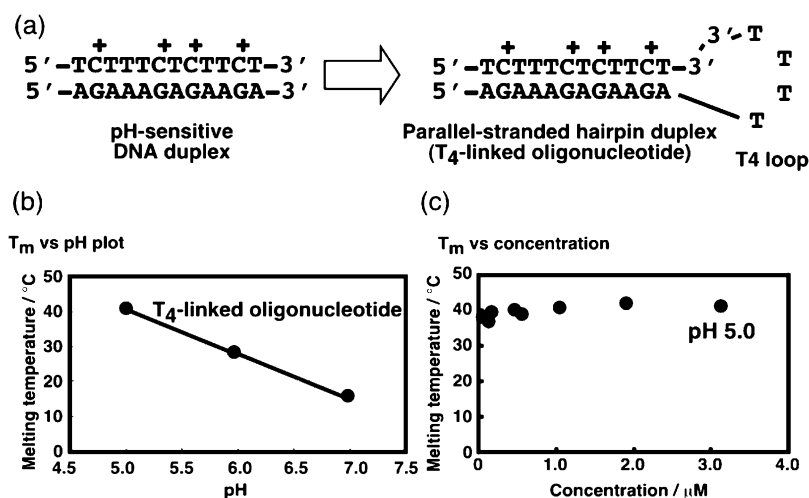 (a)
+ + + +
5′–TCTTTCTCTTCT–3′
5′–AGAAAGAGAAGA–3′
pH-sensitive
DNA duplex
+ + + +
5′–TCTTTCTCTTCT–3′
5′–AGAAAGAGAAGA
3′
T
T
T
T
Parallel-stranded hairpin duplex
(T4-linked oligonucleotide)
T4 loop
(b)
Tm vs pH plot
Melting temperature / °C
50
40
30
20
10
0
T4-linked oligonucleotide
4.5 5.0 5.5 6.0 6.5 7.0 7.5
pH
(c)
Tm vs concentration
Melting temperature / °C
50
40
30
20
10
0
pH 5.0
0 1.0 2.0 3.0 4.0
Concentration / μM